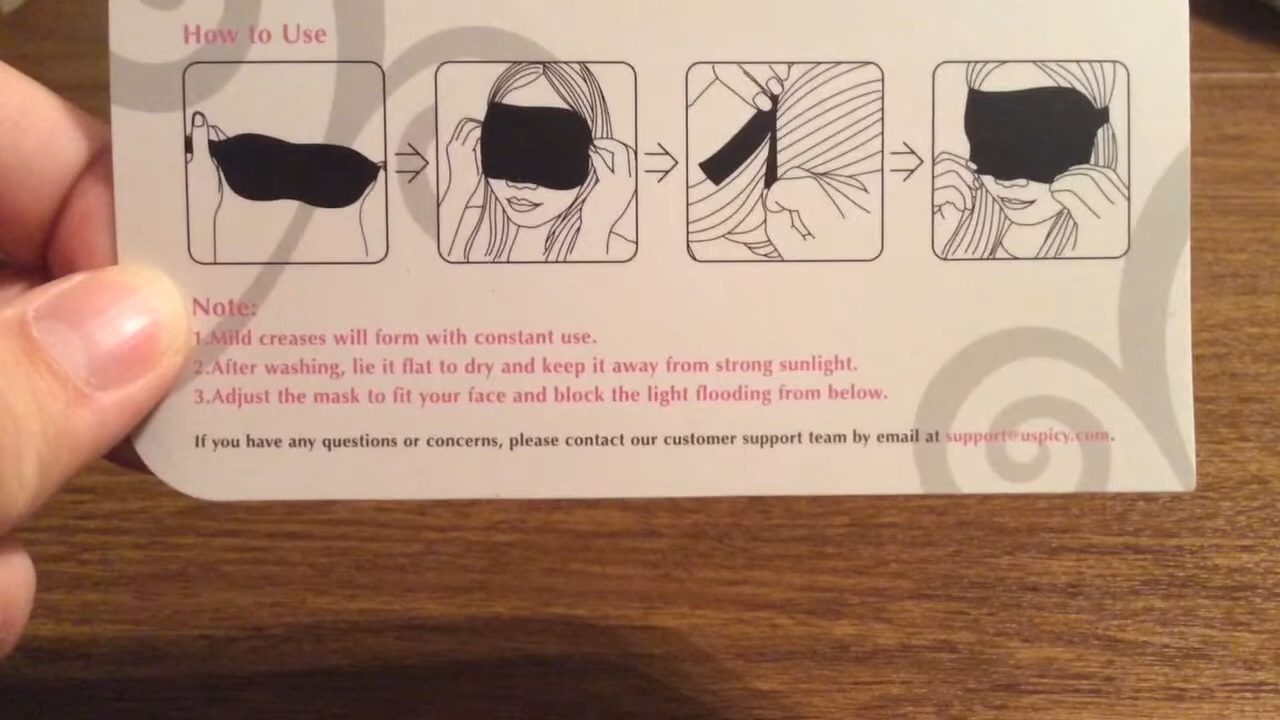 How to Use
Note:
1.Mild creases will form with constant use.
2.After washing, lie it flat to dry and keep it away from strong sunlight.
3.Adjust the mask to fit your face and block the light flooding from below.
If you have any questions or concerns, please contact our customer support team by email at support@uspicy.com.